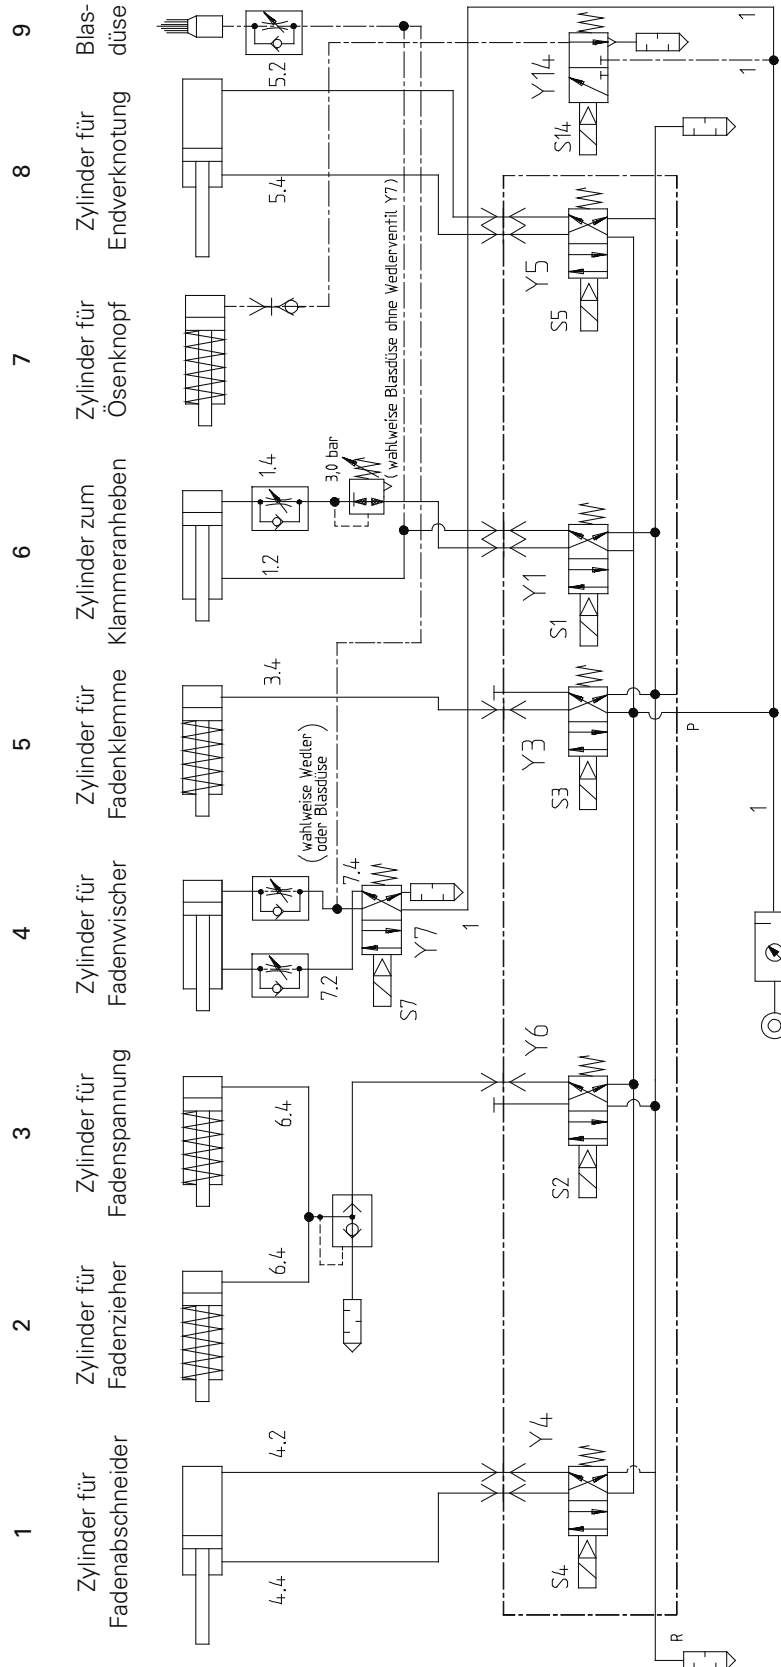 1
Zylinder für
Fadenabschneider
2
Zylinder für
Fadenzieher
3
Zylinder für
Fadenspannung
4
Zylinder für
Fadenwischer
5
Zylinder für
Fadenklemme
6
Zylinder zum
Klammeranheben
7
Zylinder für
Ösenknopf
8
Zylinder für
Endverknotung
9
Blas-
düse
4.4
4.2
6.4
6.4
7.2
7.4
(wahlweise Wedler
oder Blasdüse)
3.4
1.2
1.4
3,0 bar
(wahlweise Blasdüse ohne Wedlerventil Y7)
5.4
5.2
S4
Y4
S2
Y6
S7
Y7
1
S3
Y3
S1
Y1
S5
Y5
S14
Y14
1
1
R
P
1